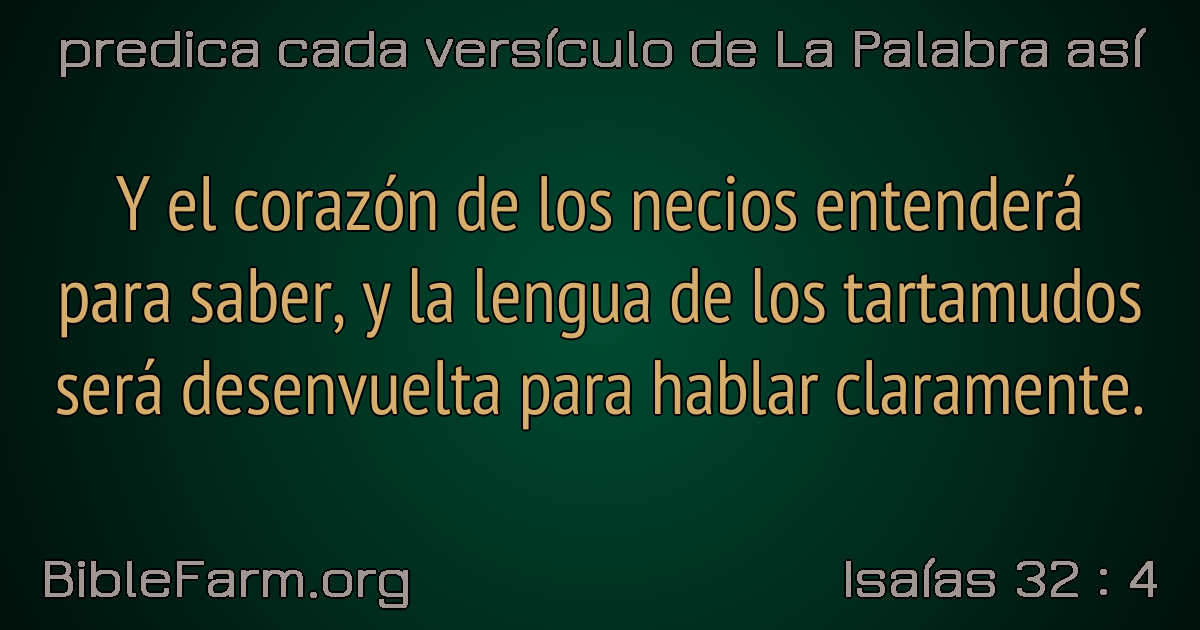 predica cada versículo de La Palabra así
Y el corazón de los necios entenderá
para saber, y la lengua de los tartamudos
será desenvuelta para hablar claramente.
BibleFarm.org
Isaías 32 : 4